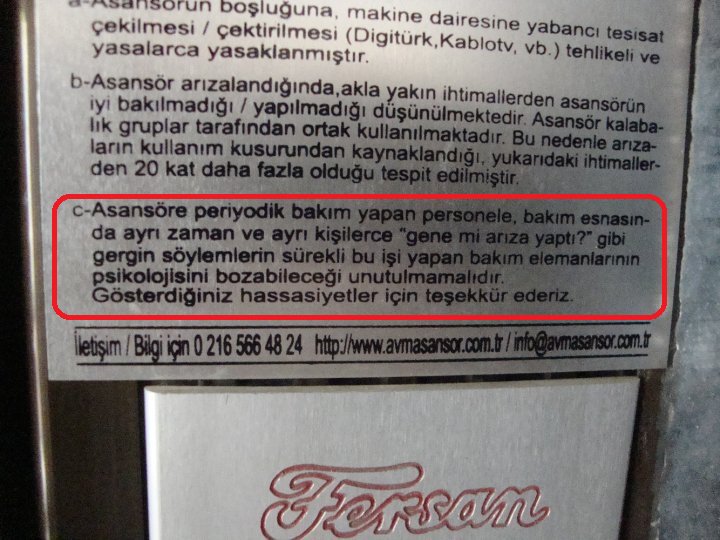 a-Asansörün boşluğuna, makine dairesine yabancı tesisat
çekilmesi / çektirilmesi (Digitürk,Kablotv, vb.) tehlikeli ve
yasalarca yasaklanmıştır.
b-Asansör arızalandığında,akla yakın ihtimallerden asansörün
iyi bakılmadığı / yapılmadığı düşünülmektedir. Asansör kalaba-
lık gruplar tarafından ortak kullanılmaktadır. Bu nedenle arıza-
ların kullanım kusurundan kaynaklandığı, yukarıdaki ihtimaller-
den 20 kat daha fazla olduğu tespit edilmiştir.
c-Asansöre periyodik bakım yapan personele, bakım esnasın-
da ayrı zaman ve ayrı kişilerce "gene mi arıza yaptı?" gibi
gergin söylemlerin sürekli bu işi yapan bakım elemanlarının
psikolojisini bozabileceği unutulmamalıdır.
Gösterdiğiniz hassasiyetler için teşekkür ederiz.
İletişim / Bilgi için 0 216 566 48 24 http://www.avmasansor.com.tr / info@avmasansor.com.tr
Fersan